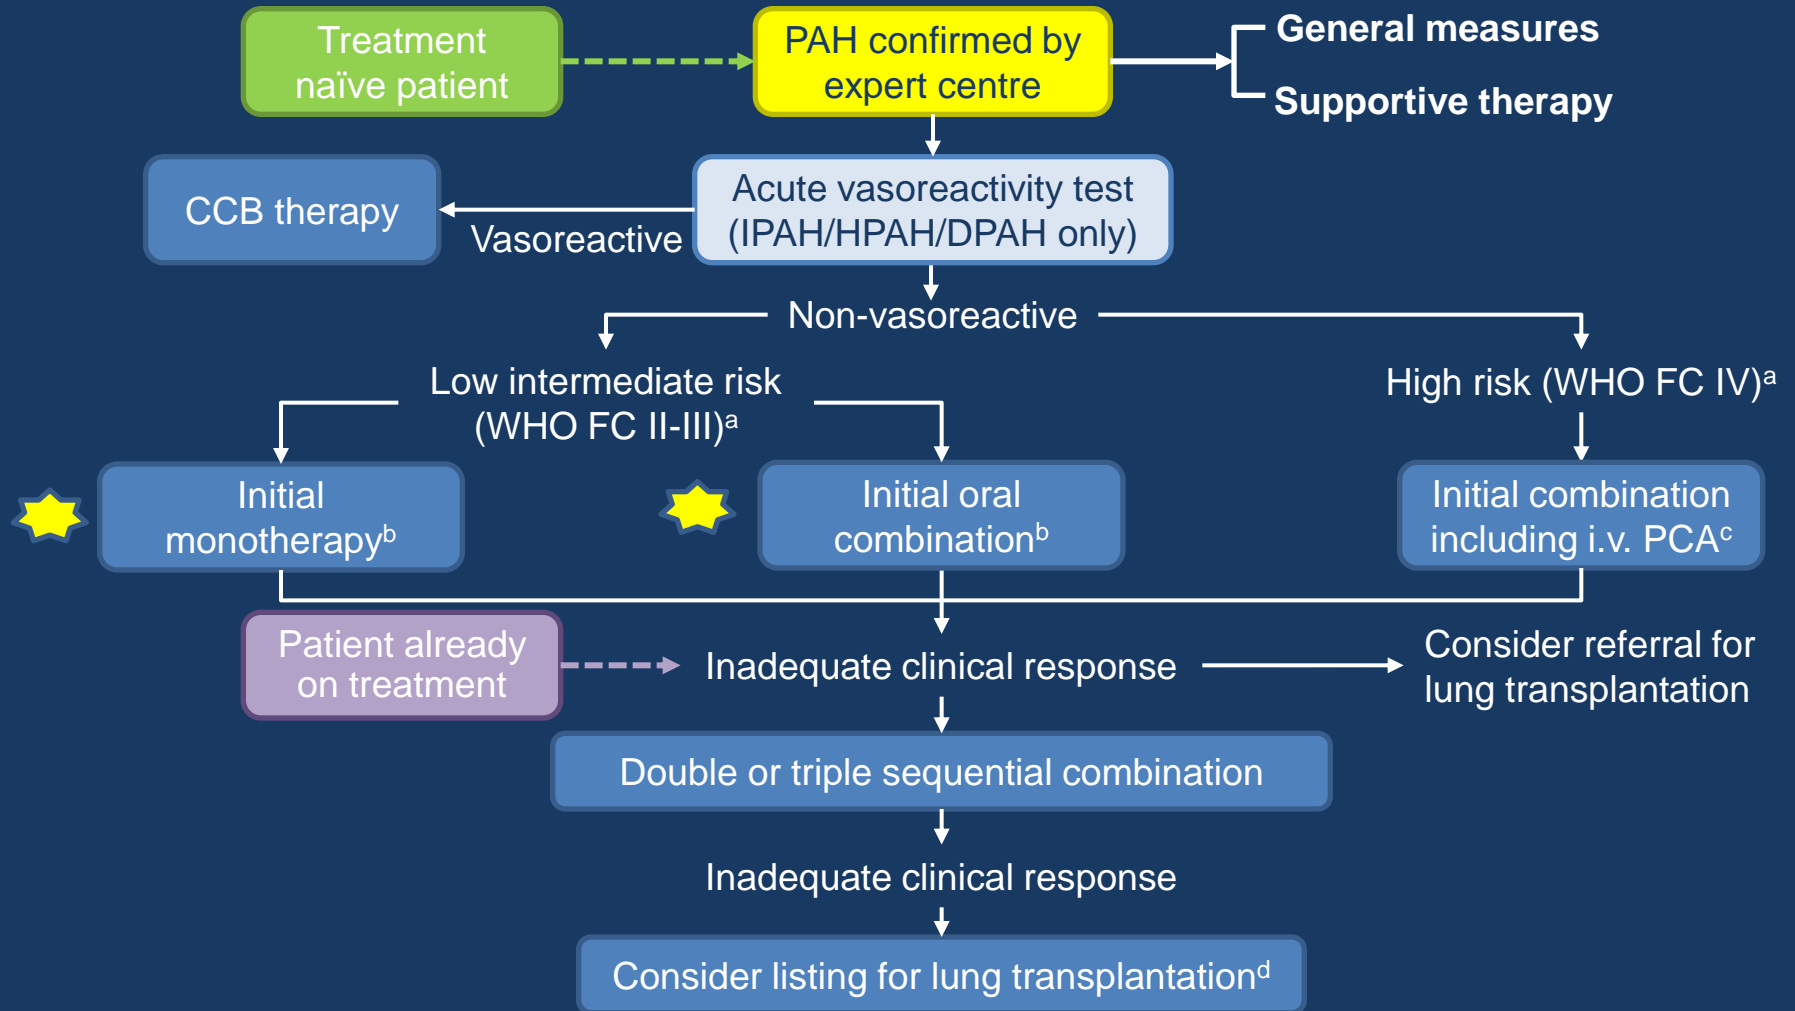 Treatment
naïve patient
PAH confirmed by
expert centre
General measures
Supportive therapy
CCB therapy
Vasoreactive
Acute vasoreactivity test
(IPAH/HPAH/DPAH only)
Non-vasoreactive
Low intermediate risk
(WHO FC II-III)a
High risk (WHO FC IV)a
Initial
monotherapyb
Initial oral
combinationb
Initial combination
including i.v. PCAc
Patient already
on treatment
Inadequate clinical response
Consider referral for
lung transplantation
Double or triple sequential combination
Inadequate clinical response
Consider listing for lung transplantationd